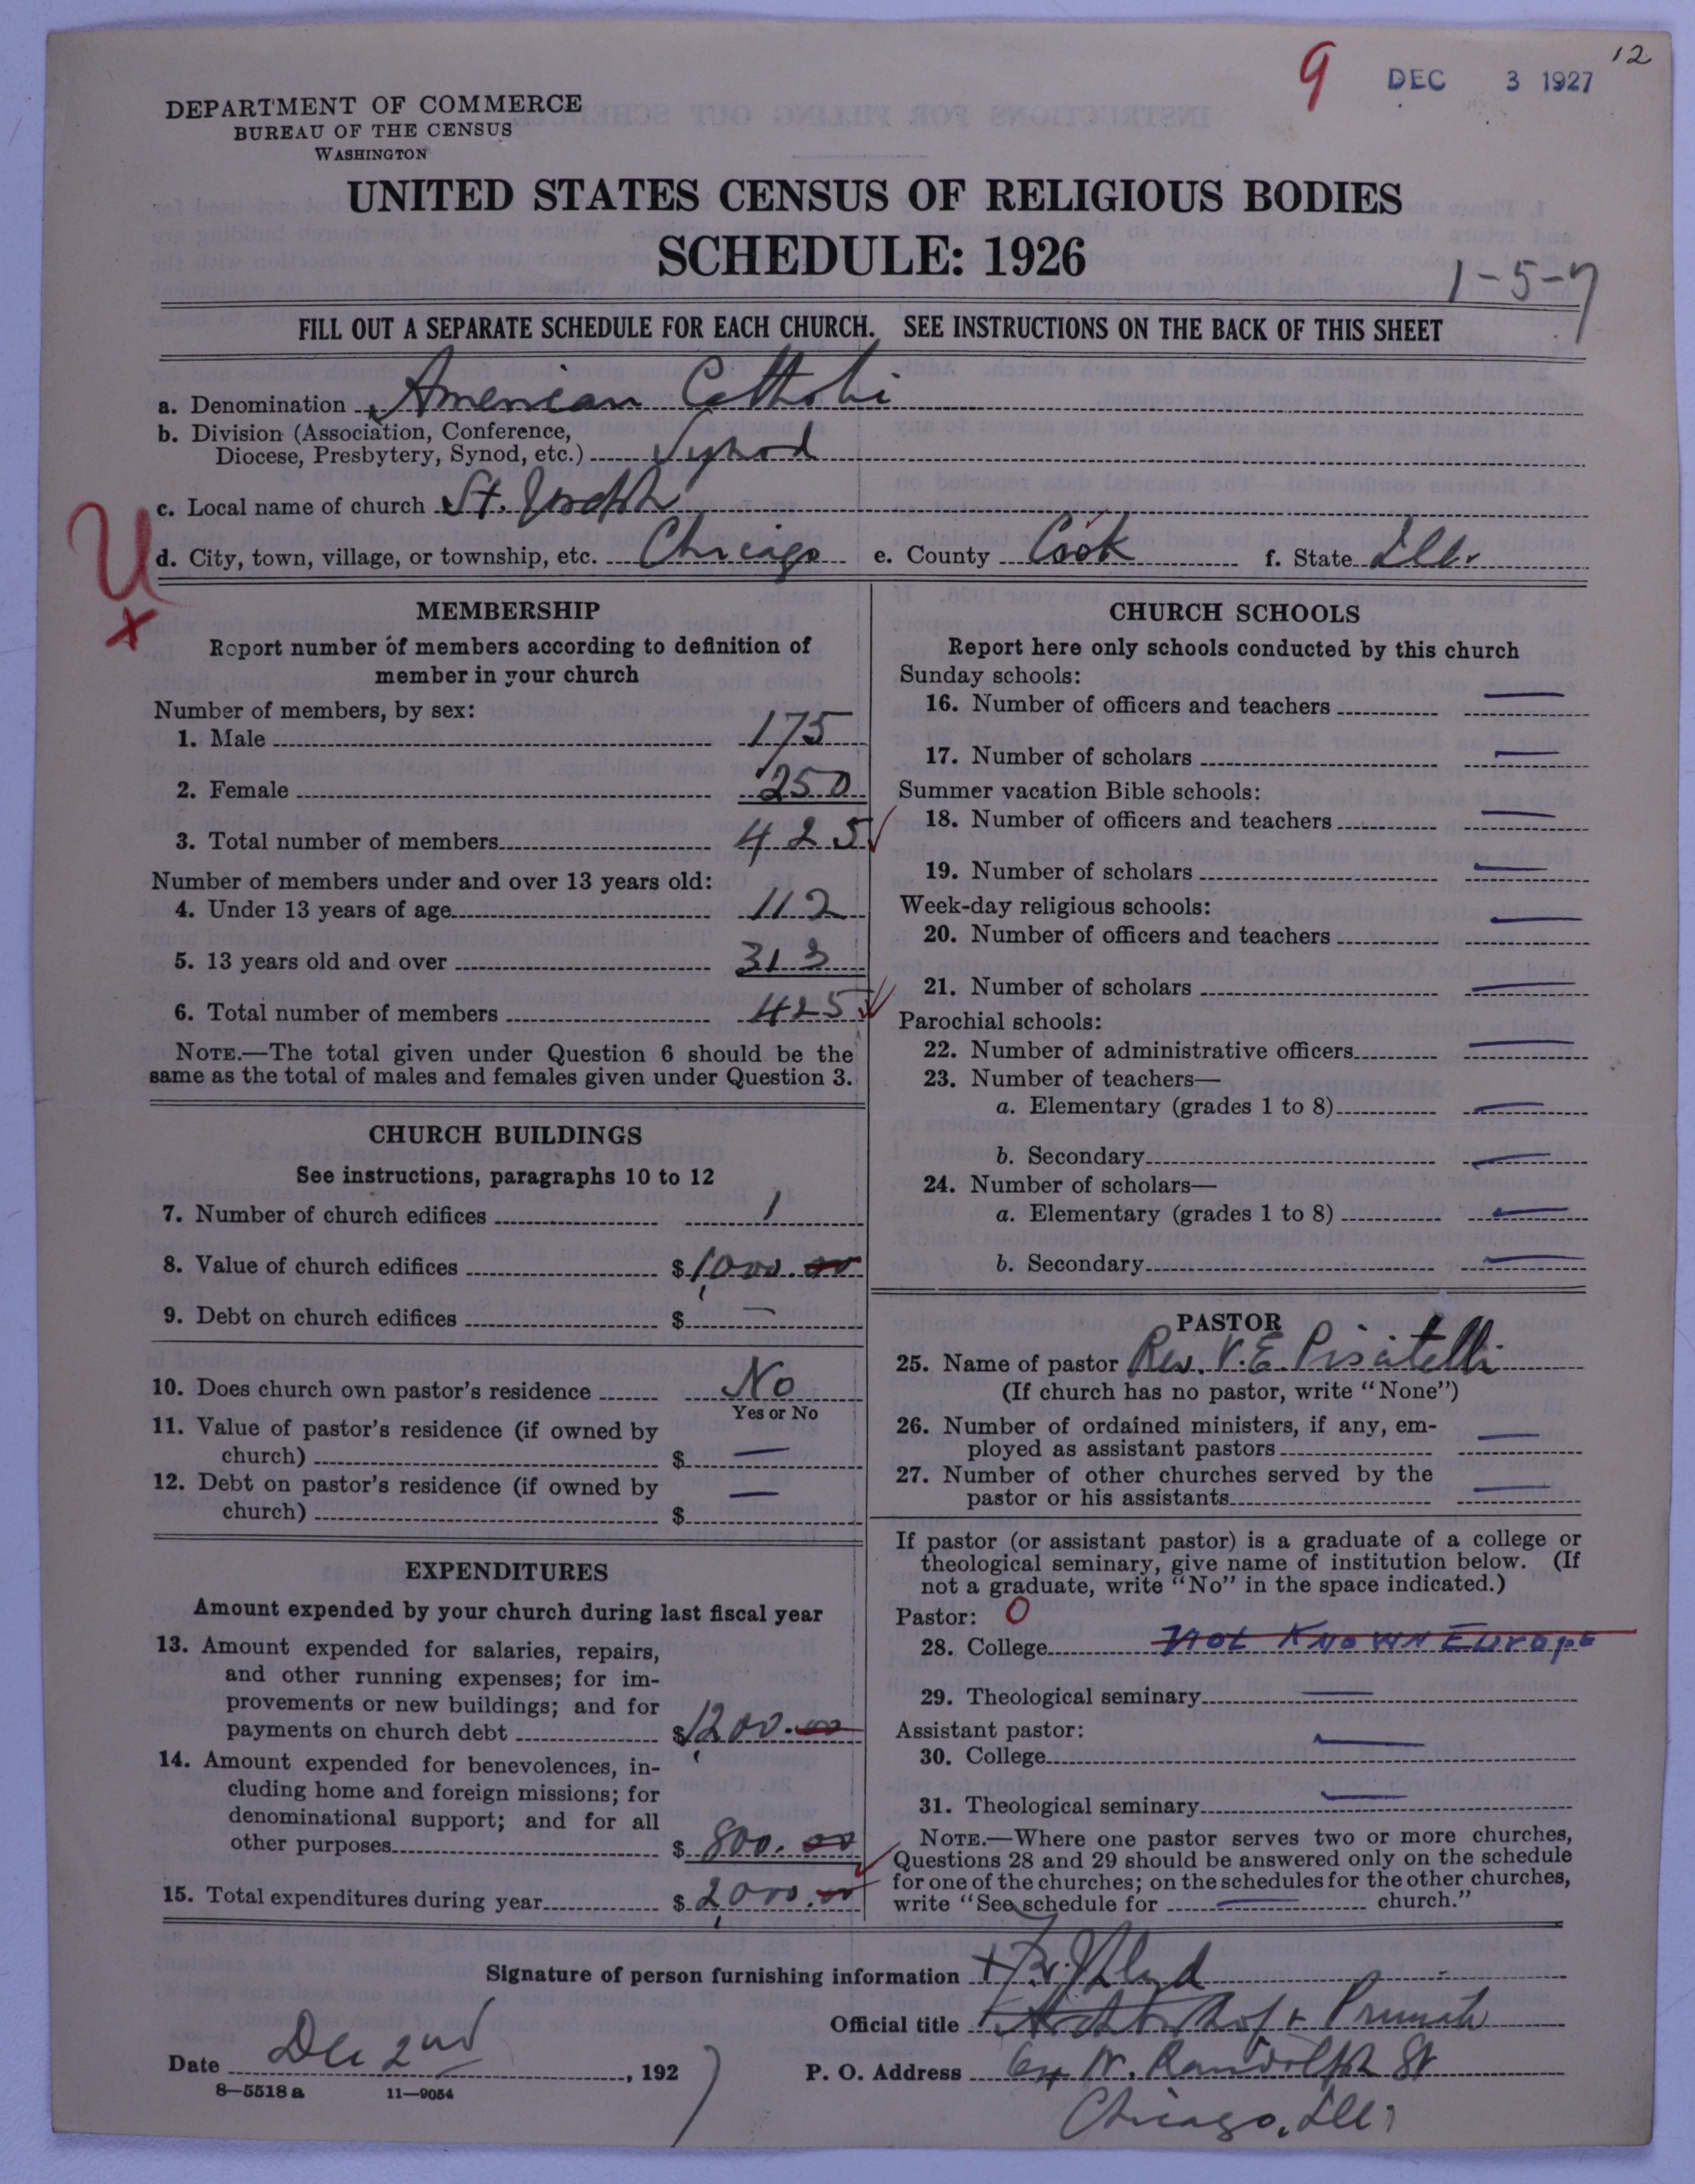 12
9 DEC 3 1927
DEPARTMENT OF COMMERCE
BUREAU OF THE CENSUS
WASHINGTON
UNITED STATES CENSUS OF RELIGIOUS BODIES
SCHEDULE: 1926
1-5-7
FILL OUT A SEPARATE SCHEDULE FOR EACH CHURCH. SEE INSTRUCTIONS ON THE BACK OF THIS SHEET
a. Denomination American Catholic
b. Division (Association, Conference,
Diocese, Presbytery, Synod, etc.) Synod
c. Local name of church St.
U
d. City, town, village, or township, etc. Chicago e. County Cook f. State Ill.
x
MEMBERSHIP
Report number of members according to definition of
member in your church
Number of members, by sex:
1. Male 175
2. Female 250
3. Total number of members 425
Number of members under and over 13 years old:
4. Under 13 years of age 112
5. 13 years old and over 313
6. Total number of members 425
NOTE.—The total given under Question 6 should be the
same as the total of males and females given under Question 3.
CHURCH BUILDINGS
See instructions, paragraphs 10 to 12
7. Number of church edifices 1
8. Value of church edifices $1,000.00
9. Debt on church edifices $ —
10. Does church own pastor's residence No
Yes or No
11. Value of pastor's residence (if owned by
church) $ —
12. Debt on pastor's residence (if owned by
church) $ —
EXPENDITURES
Amount expended by your church during last fiscal year
13. Amount expended for salaries, repairs,
and other running expenses; for im-
provements or new buildings; and for
payments on church debt $1,200.00
14. Amount expended for benevolences, in-
cluding home and foreign missions; for
denominational support; and for all
other purposes $ 800.00
15. Total expenditures during year $ 2,000.00
CHURCH SCHOOLS
Report here only schools conducted by this church
Sunday schools:
16. Number of officers and teachers —
17. Number of scholars —
Summer vacation Bible schools:
18. Number of officers and teachers —
19. Number of scholars —
Week-day religious schools:
20. Number of officers and teachers —
21. Number of scholars —
Parochial schools:
22. Number of administrative officers —
23. Number of teachers—
a. Elementary (grades 1 to 8) —
b. Secondary —
24. Number of scholars—
a. Elementary (grades 1 to 8) —
b. Secondary —
PASTOR
25. Name of pastor Rev. V. E. Pisatelli
(If church has no pastor, write "None")
26. Number of ordained ministers, if any, em-
ployed as assistant pastors —
27. Number of other churches served by the
pastor or his assistants —
If pastor (or assistant pastor) is a graduate of a college or
theological seminary, give name of institution below. (If
not a graduate, write "No" in the space indicated.)
Pastor: O
28. College Not Known Europe
29. Theological seminary —
Assistant pastor:
30. College —
31. Theological seminary —
NOTE.—Where one pastor serves two or more churches,
Questions 28 and 29 should be answered only on the schedule
for one of the churches; on the schedules for the other churches,
write "See schedule for — church."
Signature of person furnishing information + Lloyd
Official title Archbishop + Primate
Date Dec 2nd, 1927
P. O. Address 64 W. Randolph St
Chicago, Ill.
8—5518 a 11—9054